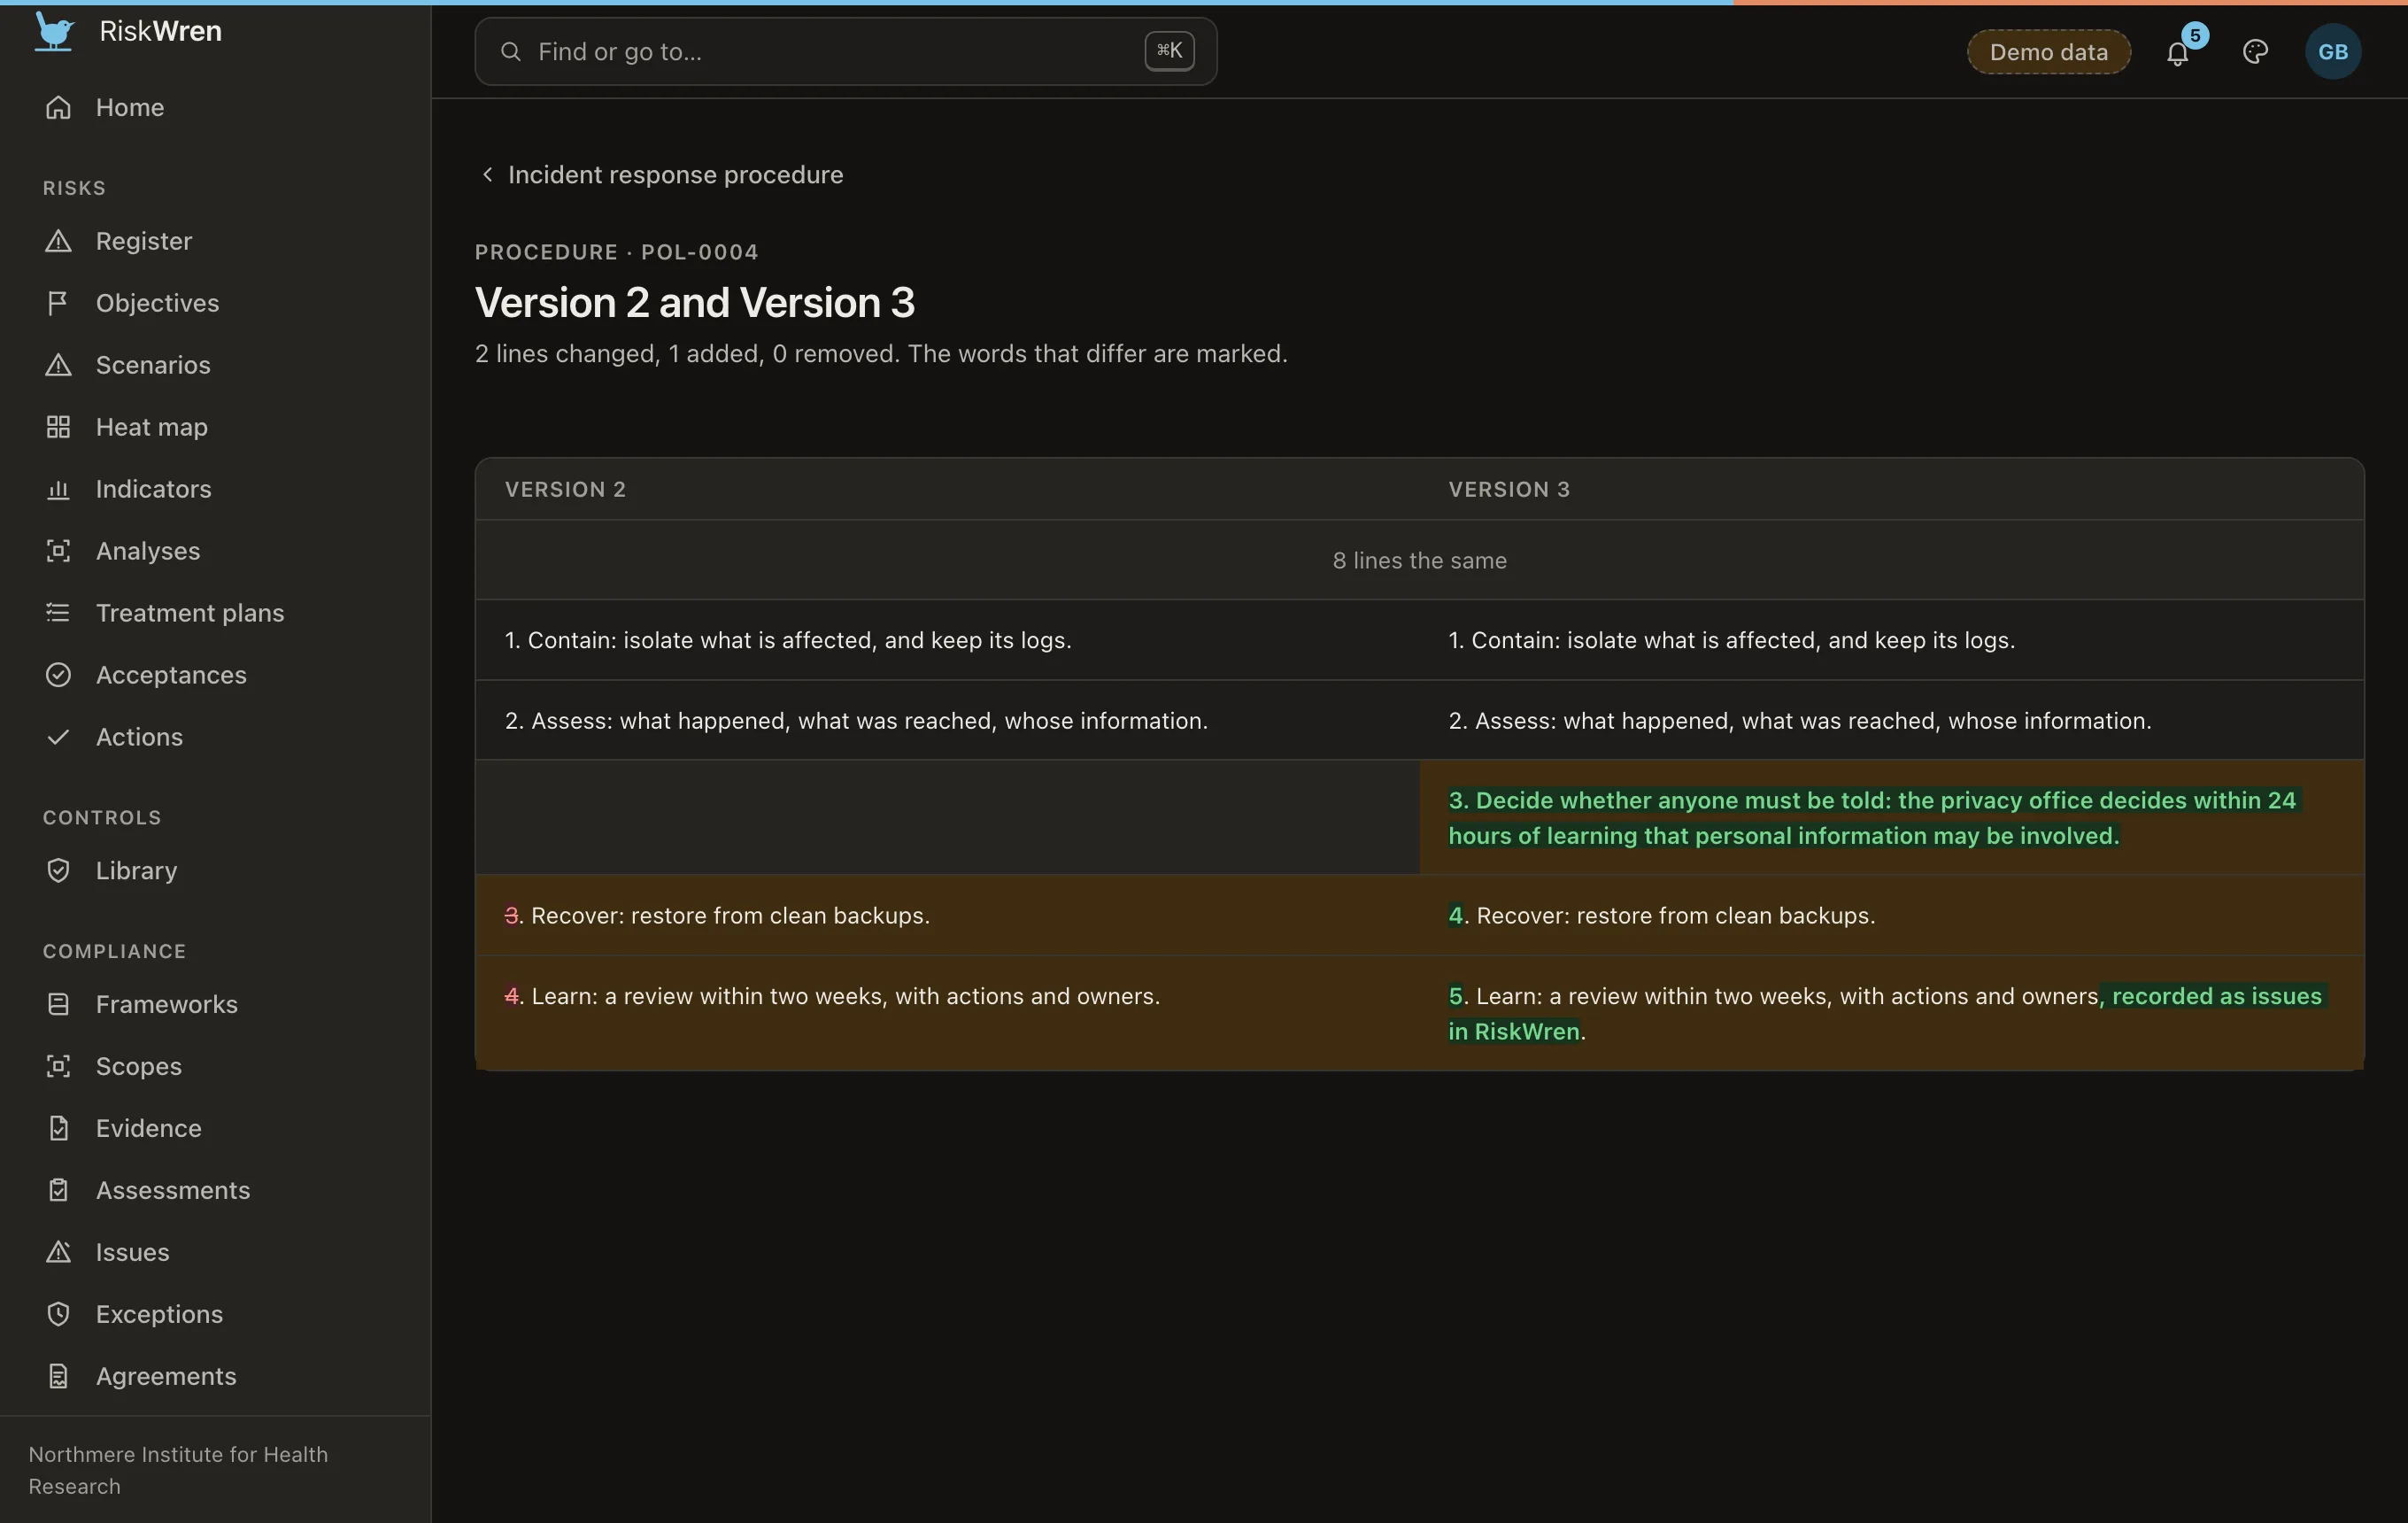 RiskWren
Find or go to...
⌘K
Demo data
5
GB
Home
RISKS
Register
Objectives
Scenarios
Heat map
Indicators
Analyses
Treatment plans
Acceptances
Actions
CONTROLS
Library
COMPLIANCE
Frameworks
Scopes
Evidence
Assessments
Issues
Exceptions
Agreements
Northmere Institute for Health
Research
Incident response procedure
PROCEDURE · POL-0004
Version 2 and Version 3
2 lines changed, 1 added, 0 removed. The words that differ are marked.
VERSION 2
VERSION 3
8 lines the same
1. Contain: isolate what is affected, and keep its logs.
1. Contain: isolate what is affected, and keep its logs.
2. Assess: what happened, what was reached, whose information.
2. Assess: what happened, what was reached, whose information.
3. Decide whether anyone must be told: the privacy office decides within 24
hours of learning that personal information may be involved.
3. Recover: restore from clean backups.
4. Recover: restore from clean backups.
4. Learn: a review within two weeks, with actions and owners.
5. Learn: a review within two weeks, with actions and owners, recorded as issues
in RiskWren.